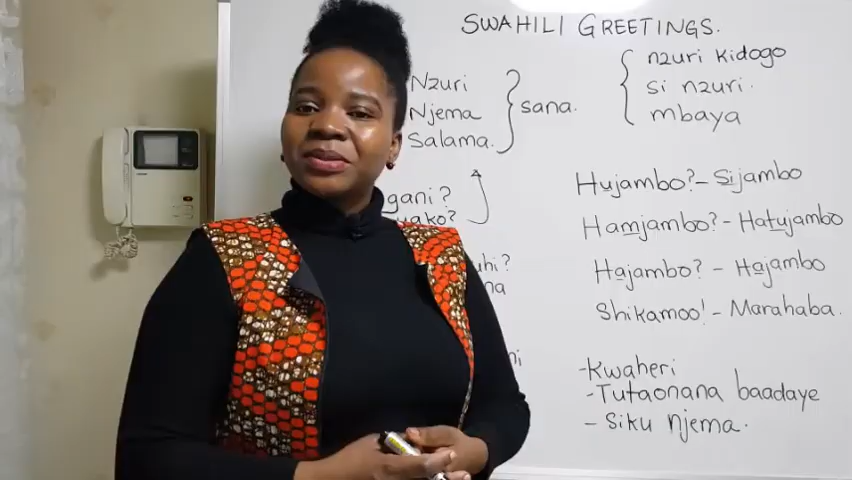 SWAHILI GREETINGS.
Nzuri
Njema
Salama.
sana.
nzuri kidogo
si nzuri.
mbaya
Hujambo? - Sijambo
Hamjambo? - Hatujambo
Hajambo? - Hajambo
Shikamoo! - Marahaba.
- Kwaheri
- Tutaonana baadaye
- Siku njema.